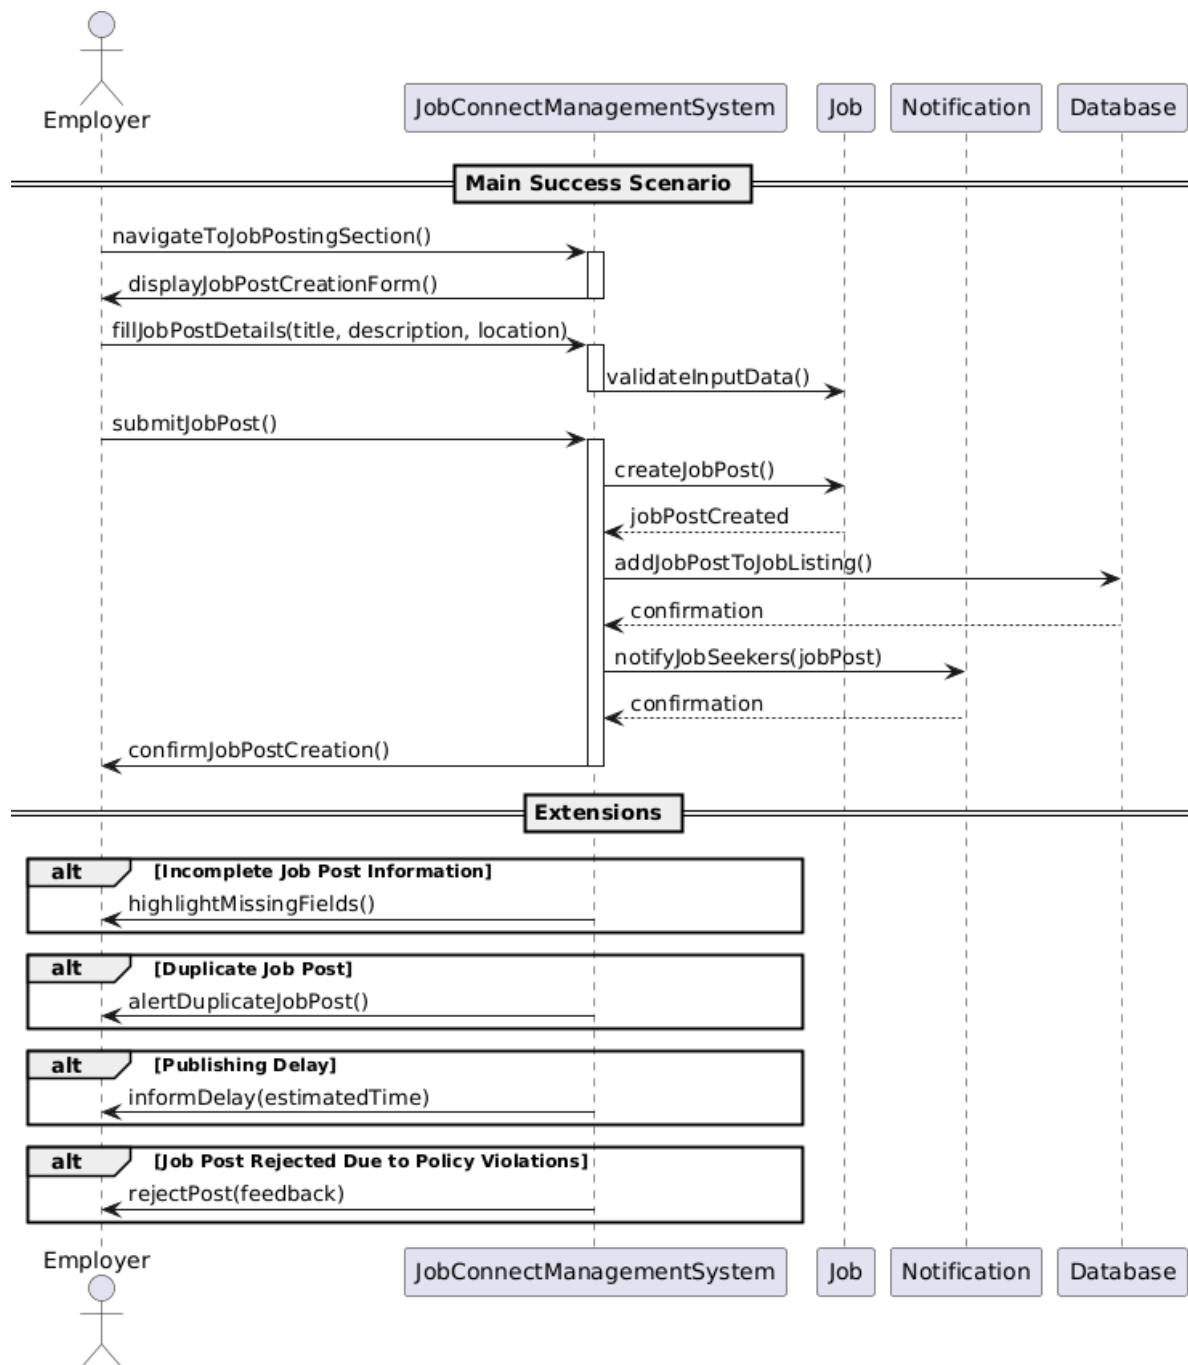 Employer
JobConnectManagementSystem
Job
Notification
Database
Main Success Scenario
navigateToJobPostingSection()
displayJobPostCreationForm()
fillJobPostDetails(title, description, location)
validateInputData()
submitJobPost()
createJobPost()
jobPostCreated
addJobPostToJobListing()
confirmation
notifyJobSeekers(jobPost)
confirmation
confirmJobPostCreation()
Extensions
alt [Incomplete Job Post Information]
highlightMissingFields()
alt [Duplicate Job Post]
alertDuplicateJobPost()
alt [Publishing Delay]
informDelay(estimatedTime)
alt [Job Post Rejected Due to Policy Violations]
rejectPost(feedback)
Employer
JobConnectManagementSystem
Job
Notification
Database